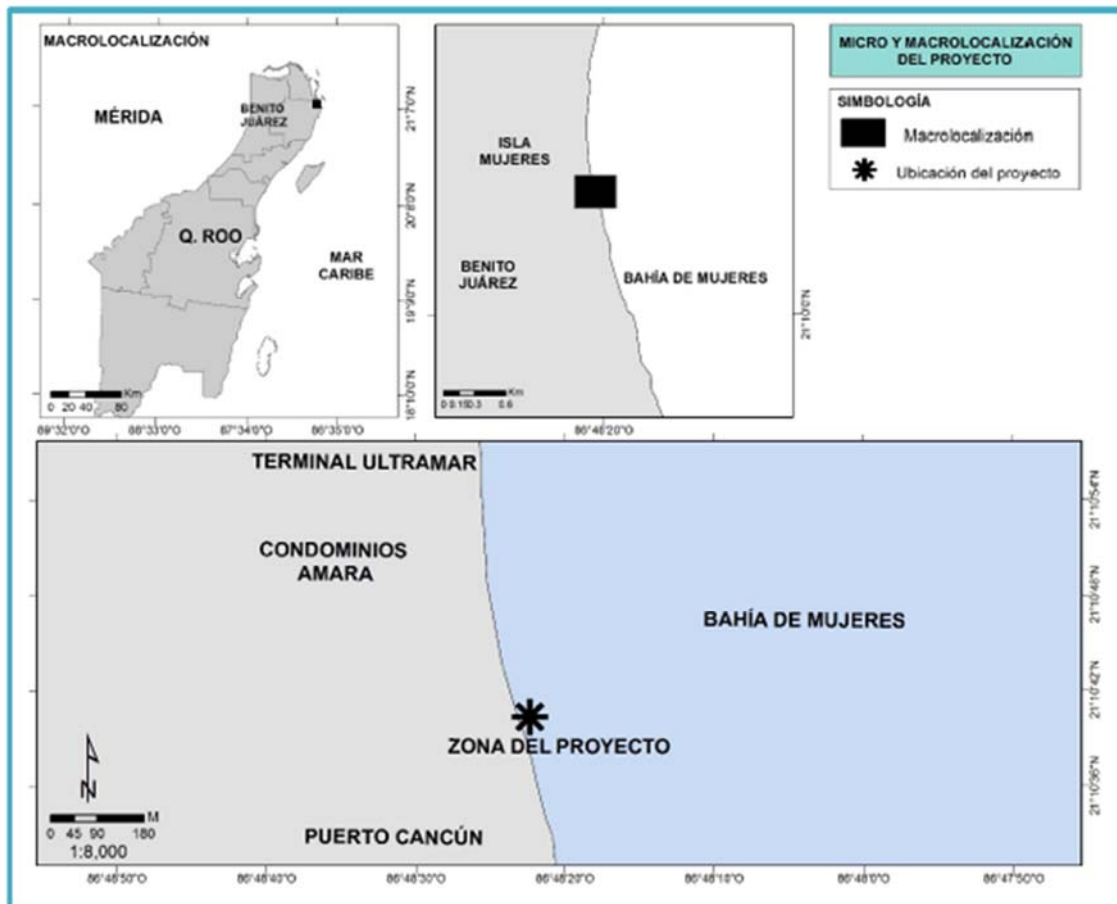 MACROLOCALIZACIÓN
MÉRIDA
BENITO
JUÁREZ
Q. ROO
MAR
CARIBE
Km
0 20 40 80
21°7'0"N
20°8'0"N
19°9'0"N
18°10'0"N
89°32'0"O 88°33'0"O 87°34'0"O 86°35'0"O
ISLA
MUJERES
BENITO
JUÁREZ
BAHÍA DE MUJERES
Km
0 0.15 0.3 0.6
21°10'0"N
86°48'20"O
MICRO Y MACROLOCALIZACIÓN
DEL PROYECTO
SIMBOLOGÍA
Macrolocalización
Ubicación del proyecto
TERMINAL ULTRAMAR
CONDOMINIOS
AMARA
BAHÍA DE MUJERES
ZONA DEL PROYECTO
PUERTO CANCÚN
N
M
0 45 90 180
1:8,000
21°10'54"N
21°10'48"N
21°10'42"N
21°10'36"N
86°48'50"O 86°48'40"O 86°48'30"O 86°48'20"O 86°48'10"O 86°48'0"O 86°47'50"O